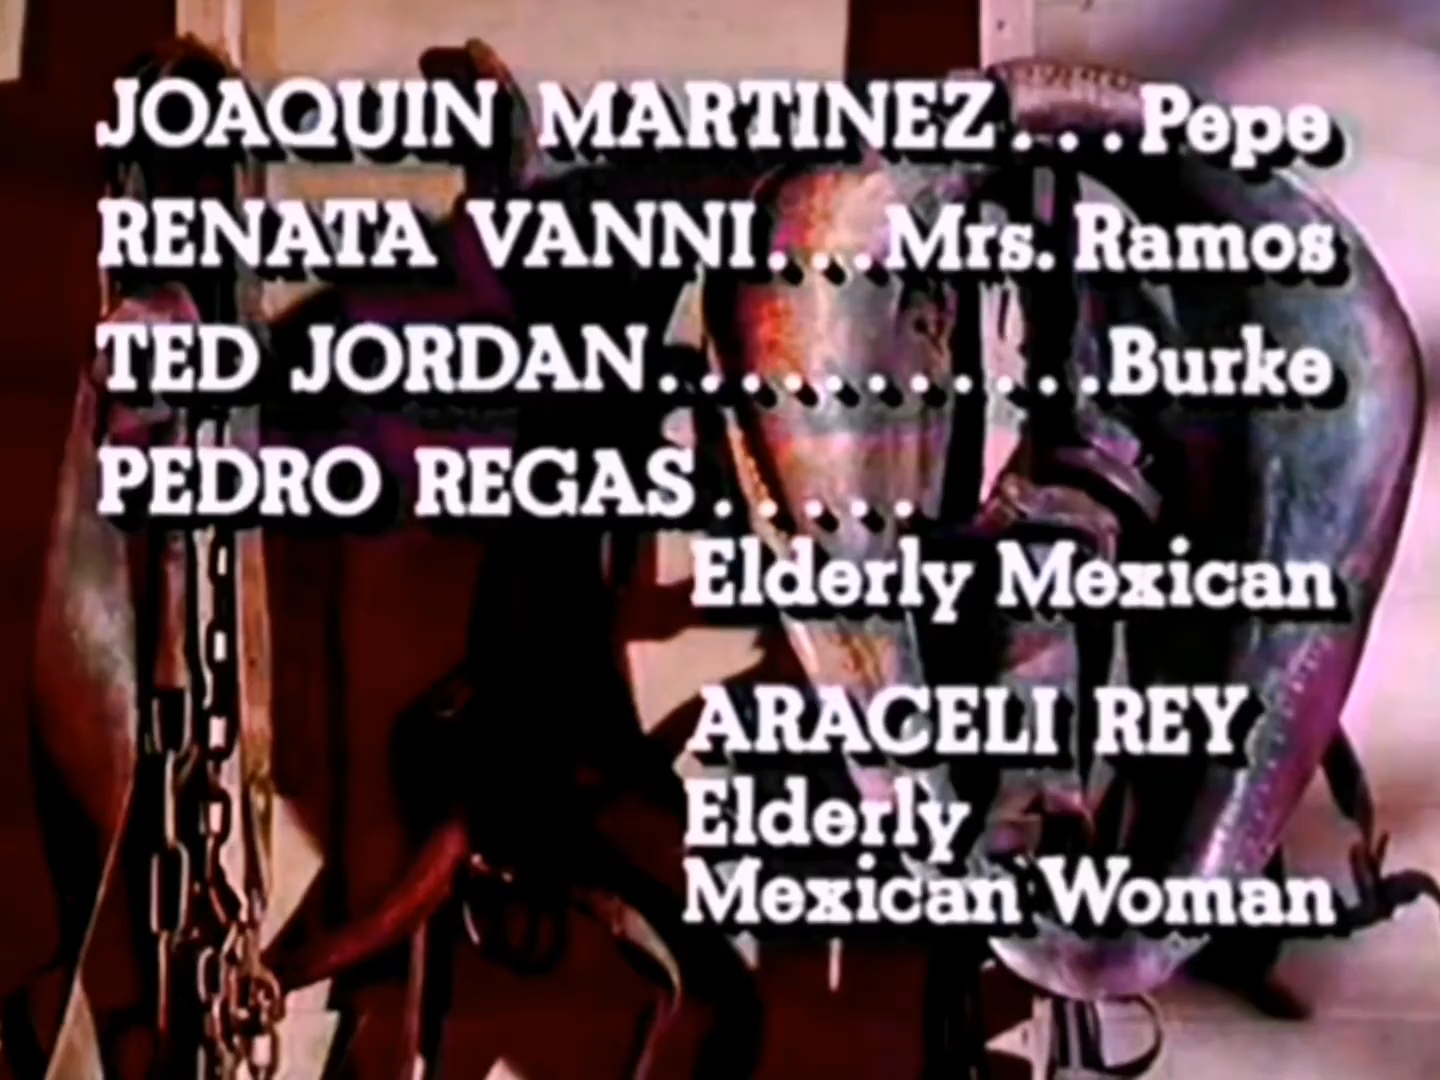 JOAQUIN MARTINEZ...Pepe
RENATA VANNI...Mrs. Ramos
TED JORDAN...........Burke
PEDRO REGAS.....
Elderly Mexican
ARACELI REY
Elderly
Mexican Woman